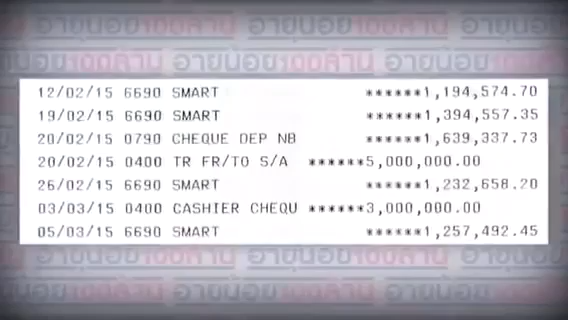 12/02/15 6690 SMART ******1,194,574.70
19/02/15 6690 SMART ******1,394,557.35
20/02/15 0790 CHEQUE DEP NB ******1,639,337.73
20/02/15 0400 TR FR/TO S/A ******5,000,000.00
26/02/15 6690 SMART ******1,232,658.20
03/03/15 0400 CASHIER CHEQU ******3,000,000.00
05/03/15 6690 SMART ******1,257,492.45